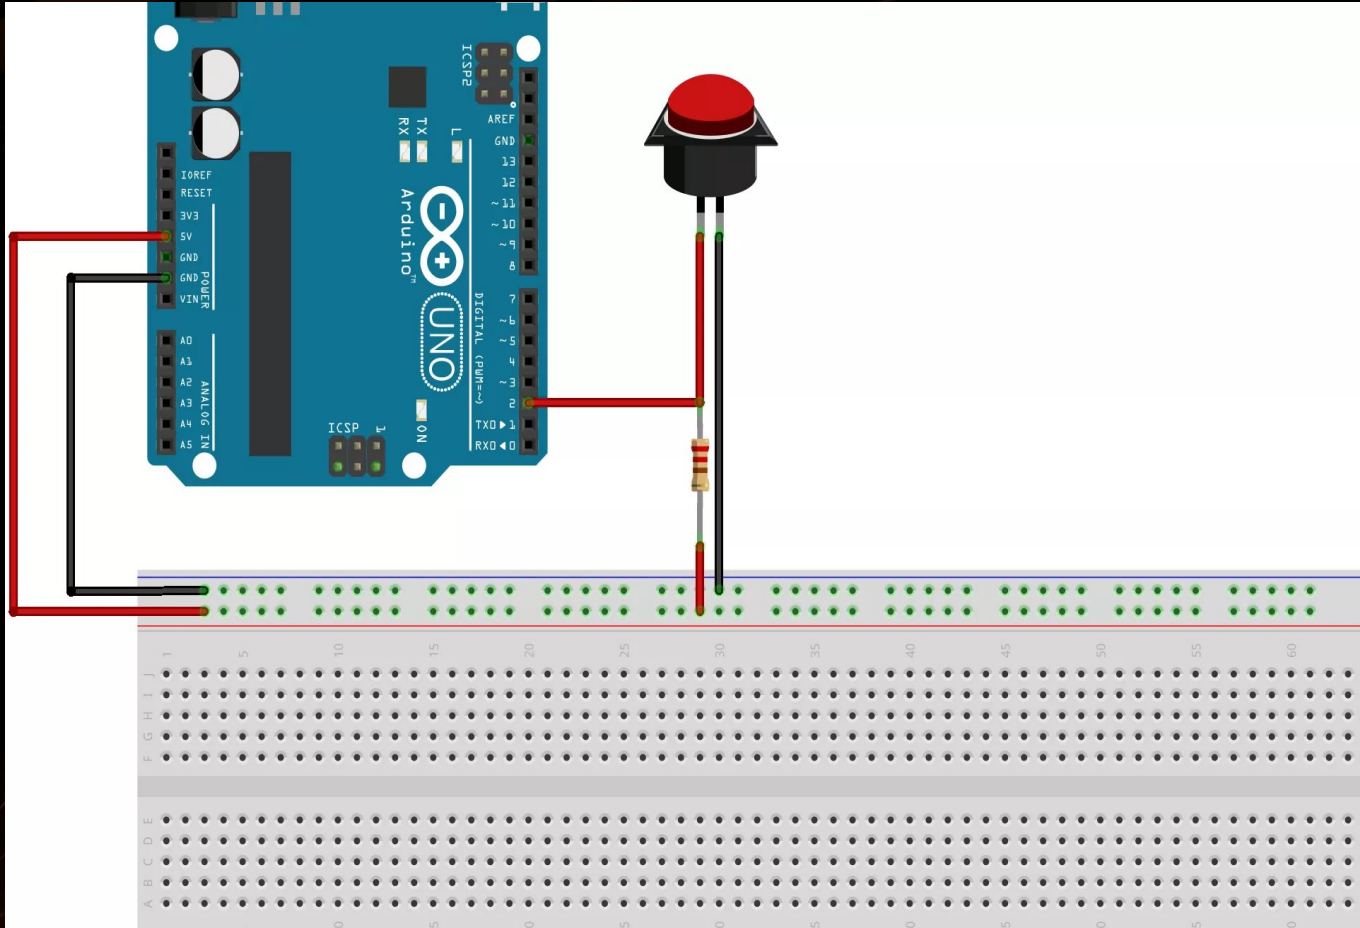 ICSP2
AREF
GND
13
12
~11
~10
~9
8
7
~6
~5
4
~3
2
TX0▶1
RX0◀0
RX
TX
L
IOREF
RESET
3V3
5V
GND
GND
VIN
POWER
A0
A1
A2
A3
A4
A5
ANALOG IN
Arduino™
UNO
DIGITAL (PWM=~)
ICSP
1
ON
1
5
10
15
20
25
30
35
40
45
50
55
60
J
I
H
G
F
E
D
C
B
A